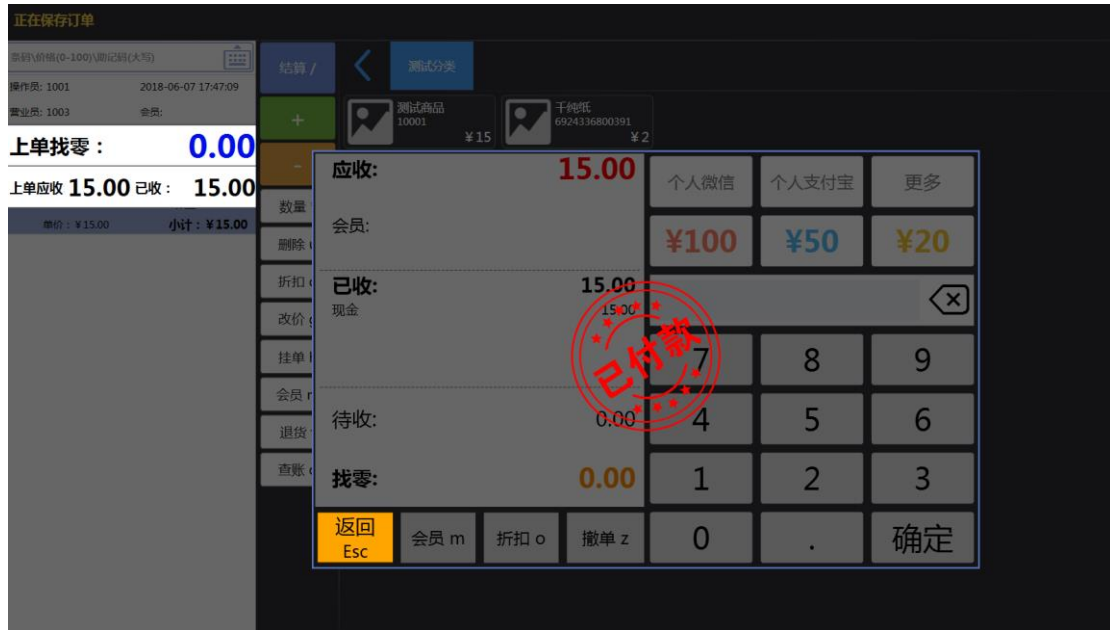 正在保存订单
条码\价格(0-100)\助记码(大写)
操作员: 1001 2018-06-07 17:47:09
营业员: 1003 会员:
上单找零： 0.00
上单应收 15.00 已收： 15.00
单价：￥15.00 小计：￥15.00
结算 /
+
-
数量
删除
折扣
改价
挂单
会员
退货
查账
测试分类
测试商品
10001
￥15
千纯纸
6924336800391
￥2
应收: 15.00
会员:
已收: 15.00
现金 15.00
待收: 0.00
找零: 0.00
返回
Esc
会员 m
折扣 o
撤单 z
个人微信 个人支付宝 更多
¥100 ¥50 ¥20
7 8 9
4 5 6
1 2 3
0 . 确定
已付款